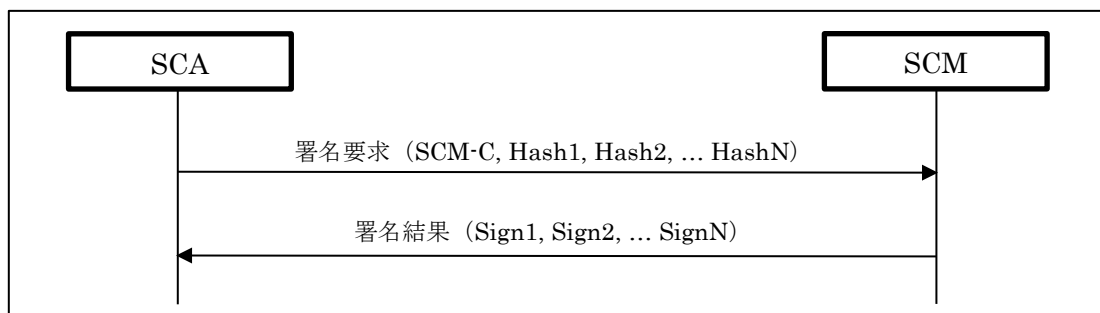 SCA
SCM
署名要求（SCM-C, Hash1, Hash2, … HashN）
署名結果（Sign1, Sign2, … SignN）